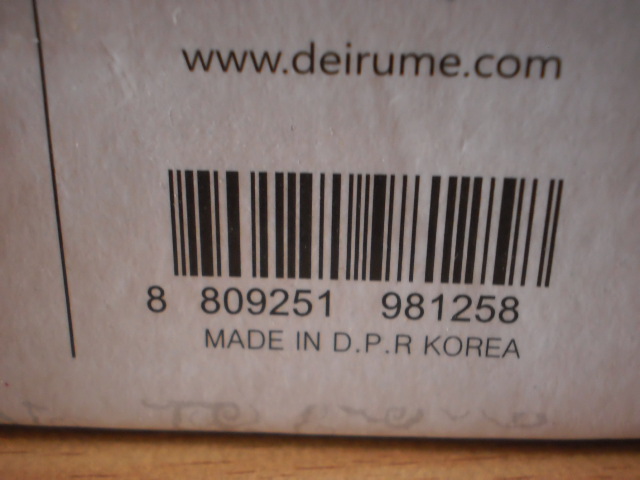 www.deirume.com
8 809251 981258
MADE IN D.P.R KOREA